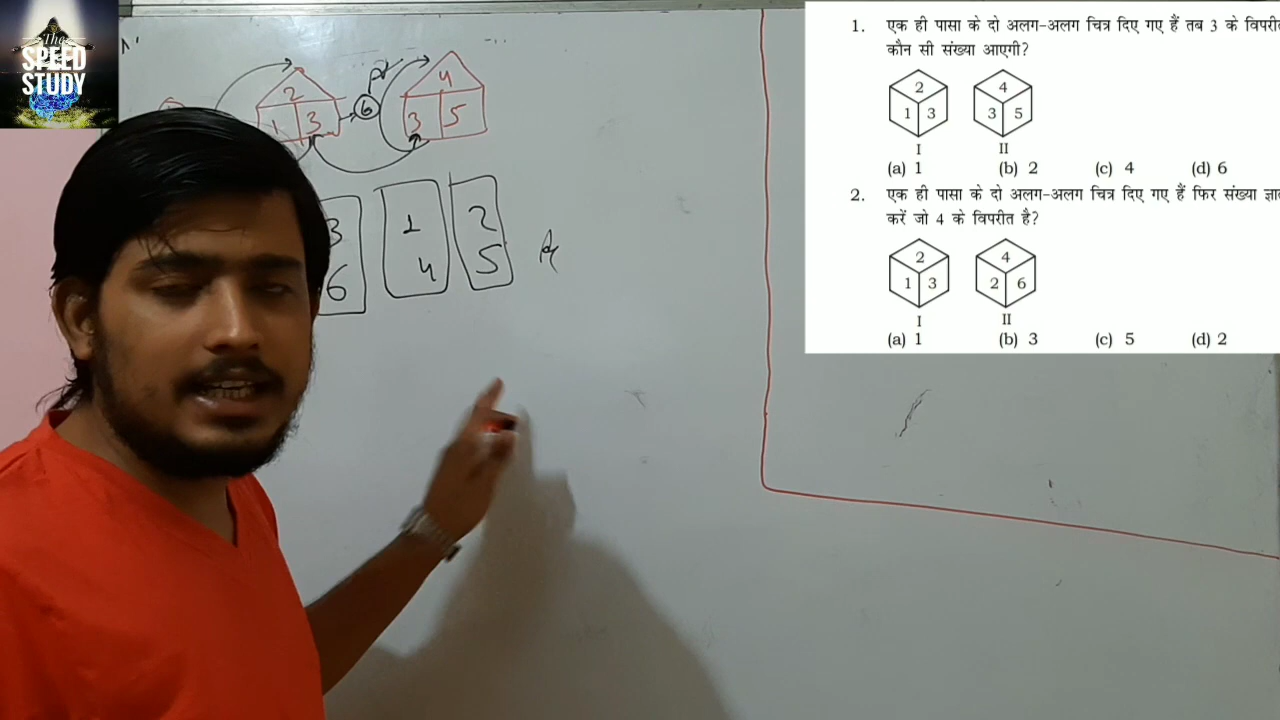 The
SPEED
STUDY
2
1 3
6
4
3 5
3
6
1
4
2
5
1. एक ही पासा के दो अलग-अलग चित्र दिए गए हैं तब 3 के
कौन सी संख्या आएगी?
2
1 3
I
4
3 5
II
(a) 1 (b) 2 (c) 4 (d) 6
2. एक ही पासा के दो अलग-अलग चित्र दिए गए हैं फिर संख्या
करें जो 4 के विपरीत है?
2
1 3
I
4
2 6
II
(a) 1 (b) 3 (c) 5 (d) 2